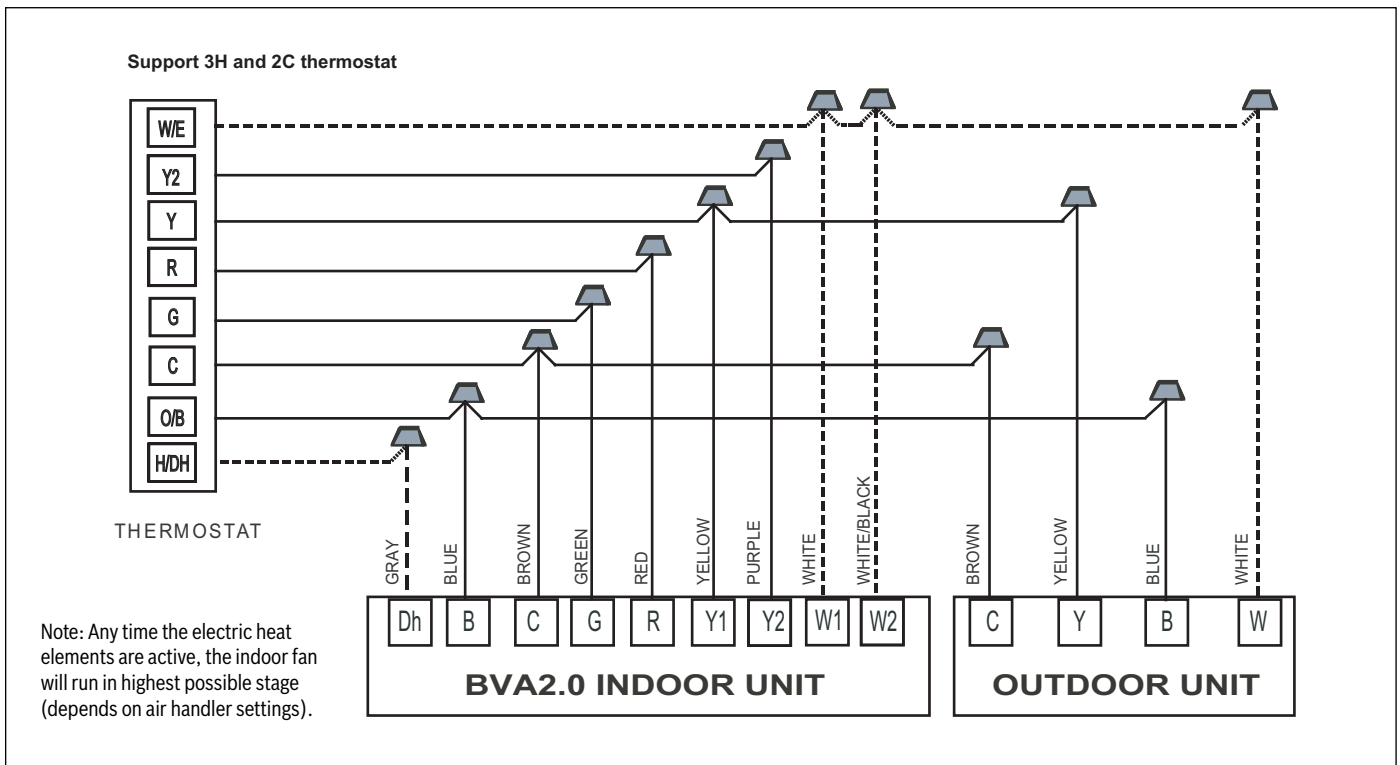 Support 3H and 2C thermostat
W/E
Y2
Y
R
G
C
O/B
H/DH
THERMOSTAT
GRAY
BLUE
BROWN
GREEN
RED
YELLOW
PURPLE
WHITE
WHITE/BLACK
BROWN
YELLOW
BLUE
WHITE
Dh B C G R Y1 Y2 W1 W2
BVA2.0 INDOOR UNIT
C Y B W
OUTDOOR UNIT
Note: Any time the electric heat
elements are active, the indoor fan
will run in highest possible stage
(depends on air handler settings).